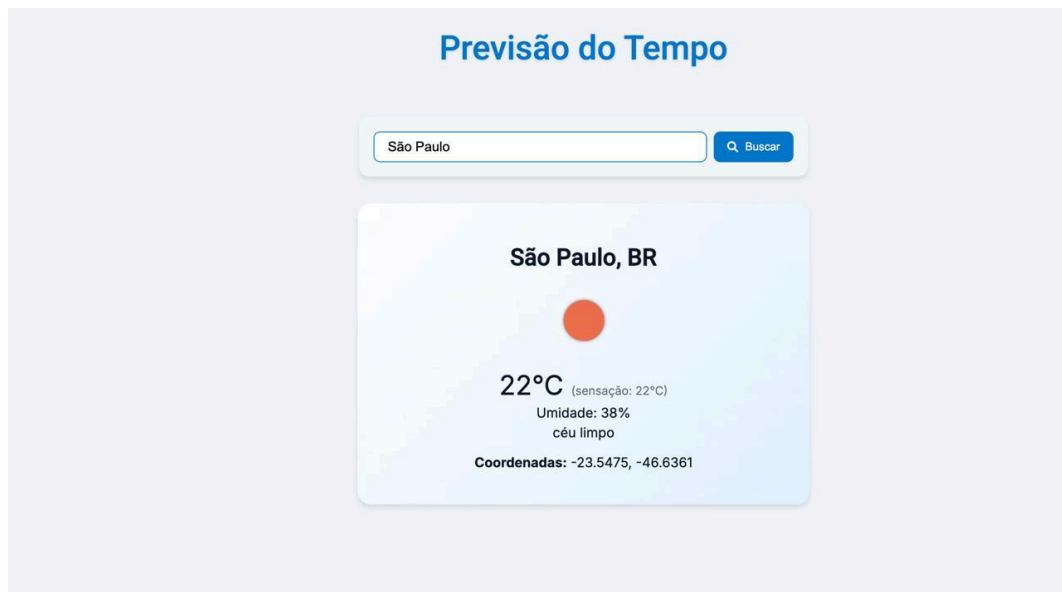 Previsão do Tempo
São Paulo
Buscar
São Paulo, BR
22°C (sensação: 22°C)
Umidade: 38%
céu limpo
Coordenadas: -23.5475, -46.6361